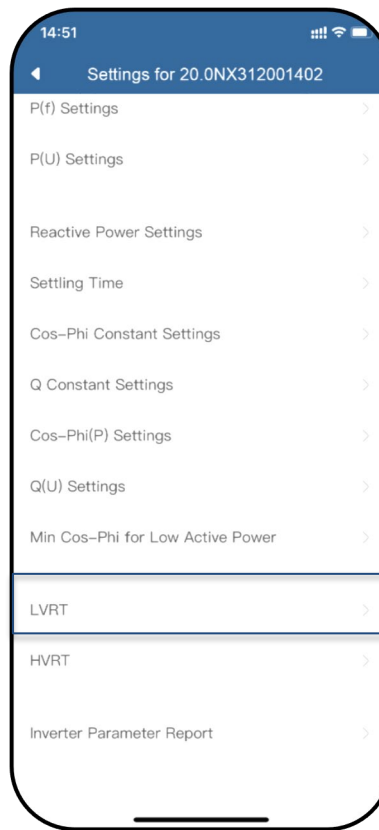 14:51
Settings for 20.0NX312001402
P(f) Settings
P(U) Settings
Reactive Power Settings
Settling Time
Cos-Phi Constant Settings
Q Constant Settings
Cos-Phi(P) Settings
Q(U) Settings
Min Cos-Phi for Low Active Power
LVRT
HVRT
Inverter Parameter Report